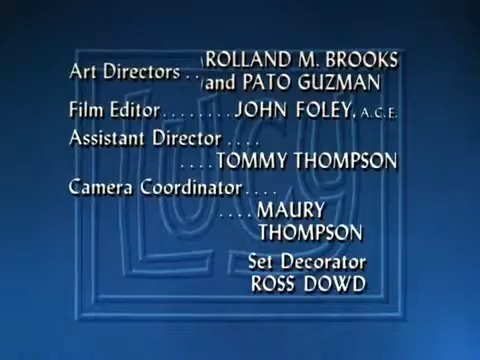 Art Directors . . (ROLLAND M. BROOKS
(and PATO GUZMAN
Film Editor . . . . . . . . JOHN FOLEY, A.C.E.
Assistant Director . . . .
. . . . TOMMY THOMPSON
Camera Coordinator . . . .
. . . . MAURY
THOMPSON
Set Decorator
ROSS DOWD
Lucy